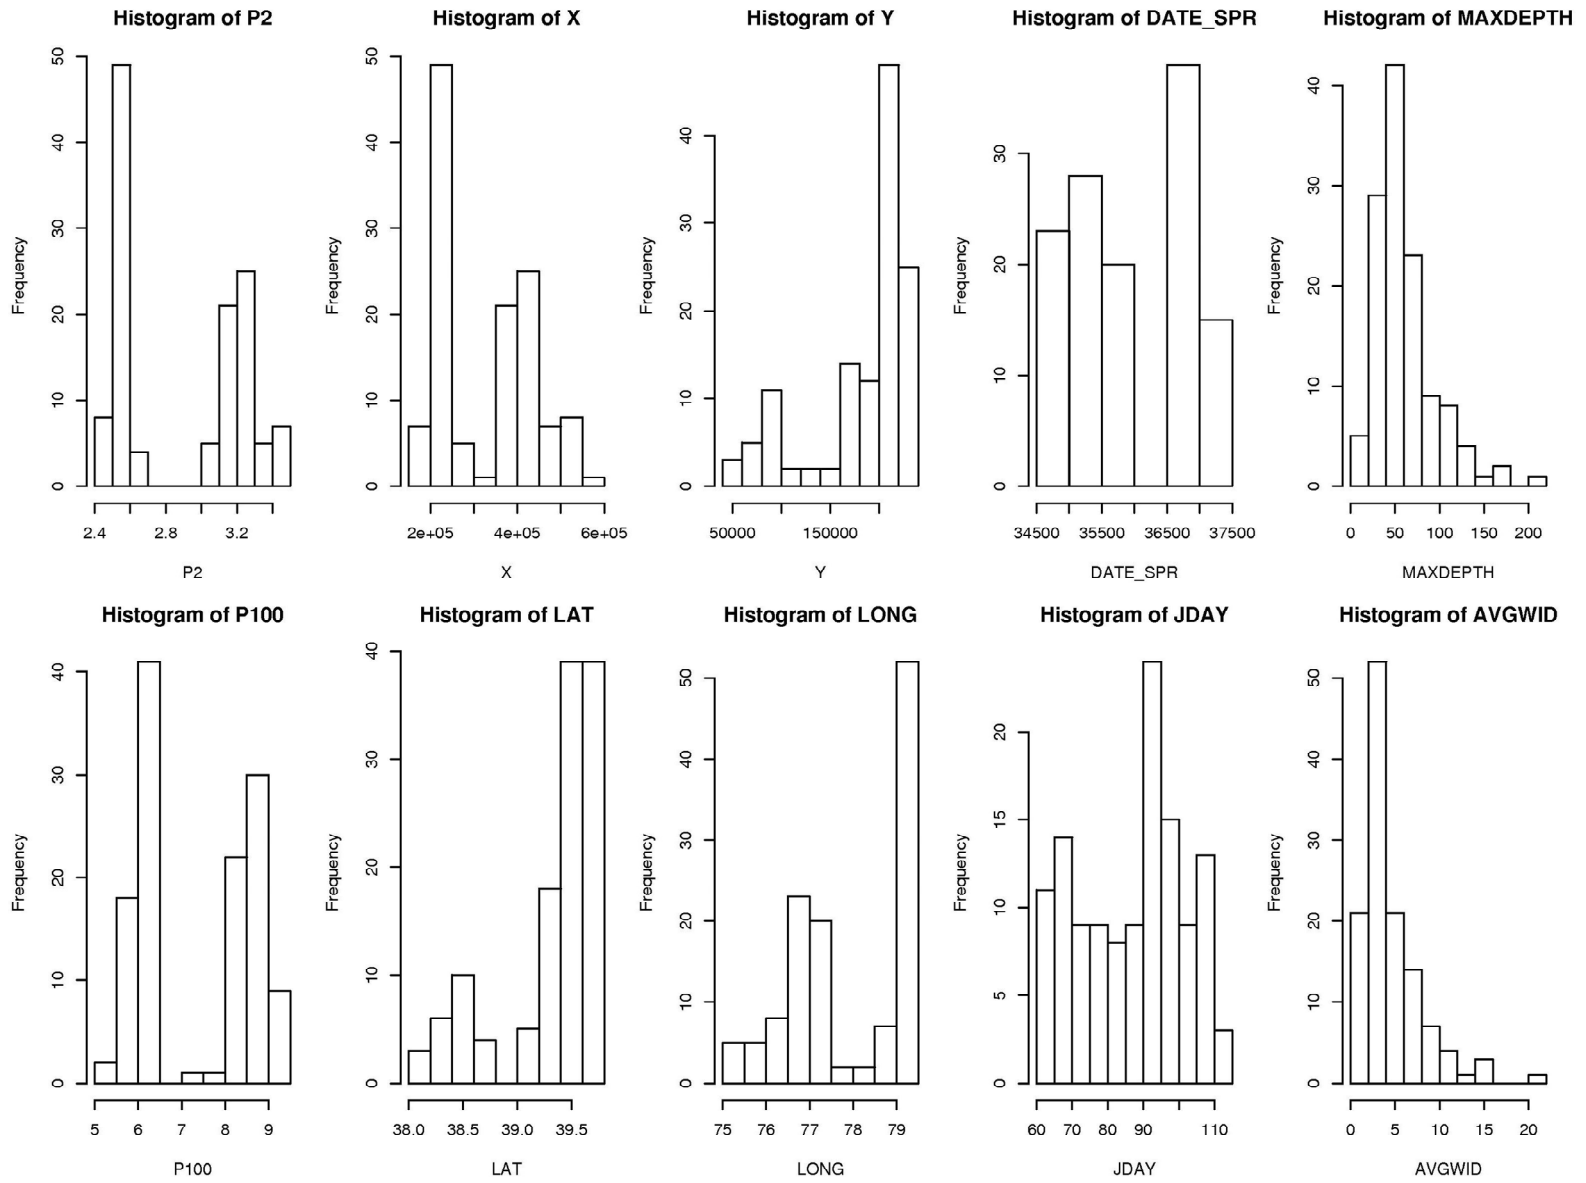 Histogram of P2
Frequency
50
40
30
20
10
0
2.4 2.8 3.2
P2
Histogram of X
Frequency
50
40
30
20
10
0
2e+05 4e+05 6e+05
X
Histogram of Y
Frequency
40
30
20
10
0
50000 150000
Y
Histogram of DATE_SPR
Frequency
30
20
10
0
34500 35500 36500 37500
DATE_SPR
Histogram of MAXDEPTH
Frequency
40
30
20
10
0
0 50 100 150 200
MAXDEPTH
Histogram of P100
Frequency
40
30
20
10
0
5 6 7 8 9
P100
Histogram of LAT
Frequency
40
30
20
10
0
38.0 38.5 39.0 39.5
LAT
Histogram of LONG
Frequency
50
40
30
20
10
0
75 76 77 78 79
LONG
Histogram of JDAY
Frequency
20
15
10
5
0
60 70 80 90 110
JDAY
Histogram of AVGWID
Frequency
50
40
30
20
10
0
0 5 10 15 20
AVGWID